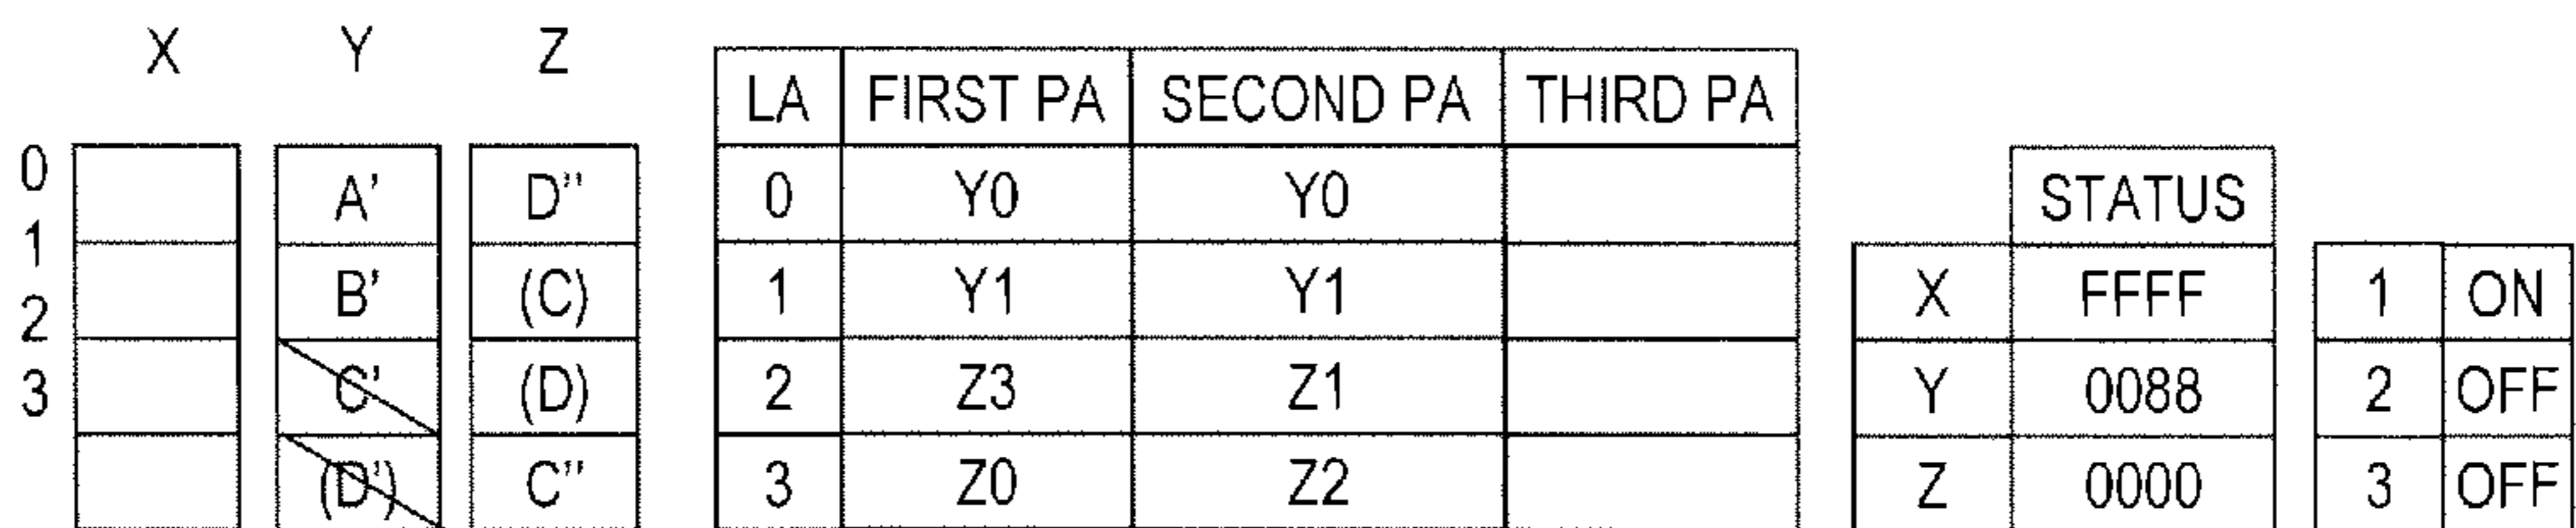 X Y Z
LA FIRST PA SECOND PA THIRD PA
0 A' D" 0 Y0 Y0 STATUS
1 B' (C) 1 Y1 Y1 X FFFF 1 ON
2 C' (D) 2 Z3 Z1 Y 0088 2 OFF
3 (D') C" 3 Z0 Z2 Z 0000 3 OFF